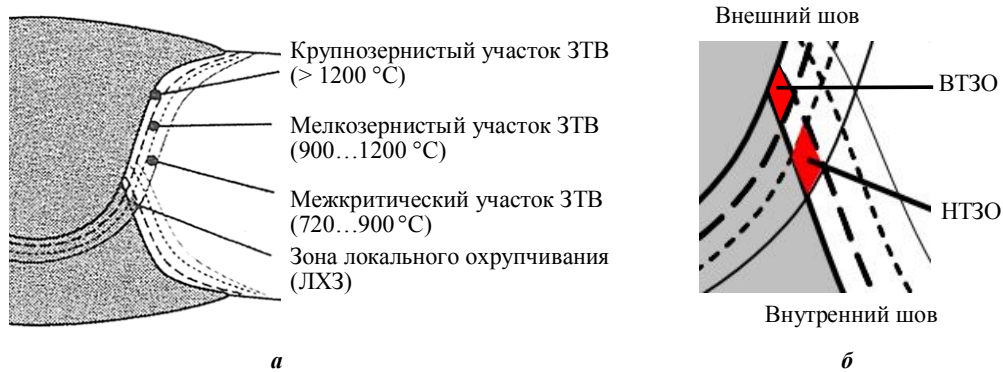 Крупнозернистый участок ЗТВ
(> 1200 °С)
Мелкозернистый участок ЗТВ
(900…1200 °С)
Межкритический участок ЗТВ
(720…900 °С)
Зона локального охрупчивания
(ЛХЗ)
а
Внешний шов
ВТЗО
НТЗО
Внутренний шов
б